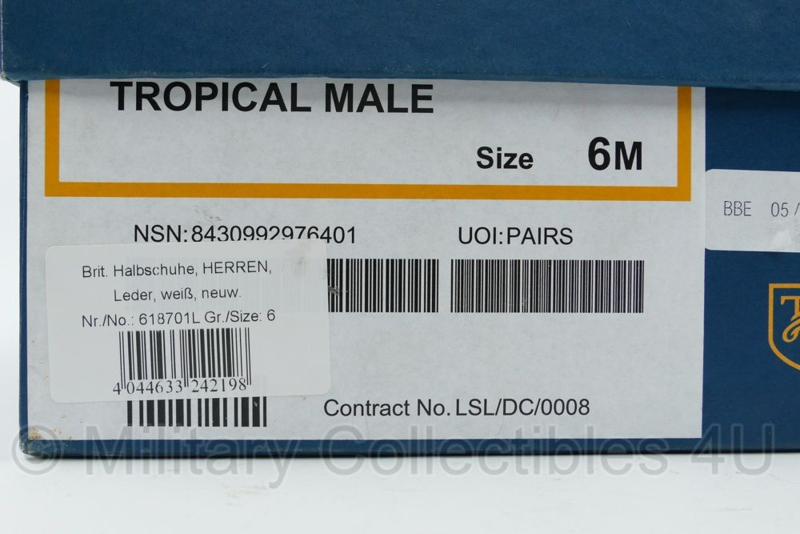 TROPICAL MALE
Size 6M
NSN:8430992976401 UOI:PAIRS
BBE 05/
Brit. Halbschuhe, HERREN,
Leder, weiß, neuw.
Nr./No.: 618701L Gr./Size: 6
4 044633 242198
Contract No. LSL/DC/0008
© Military Collectibles 4U